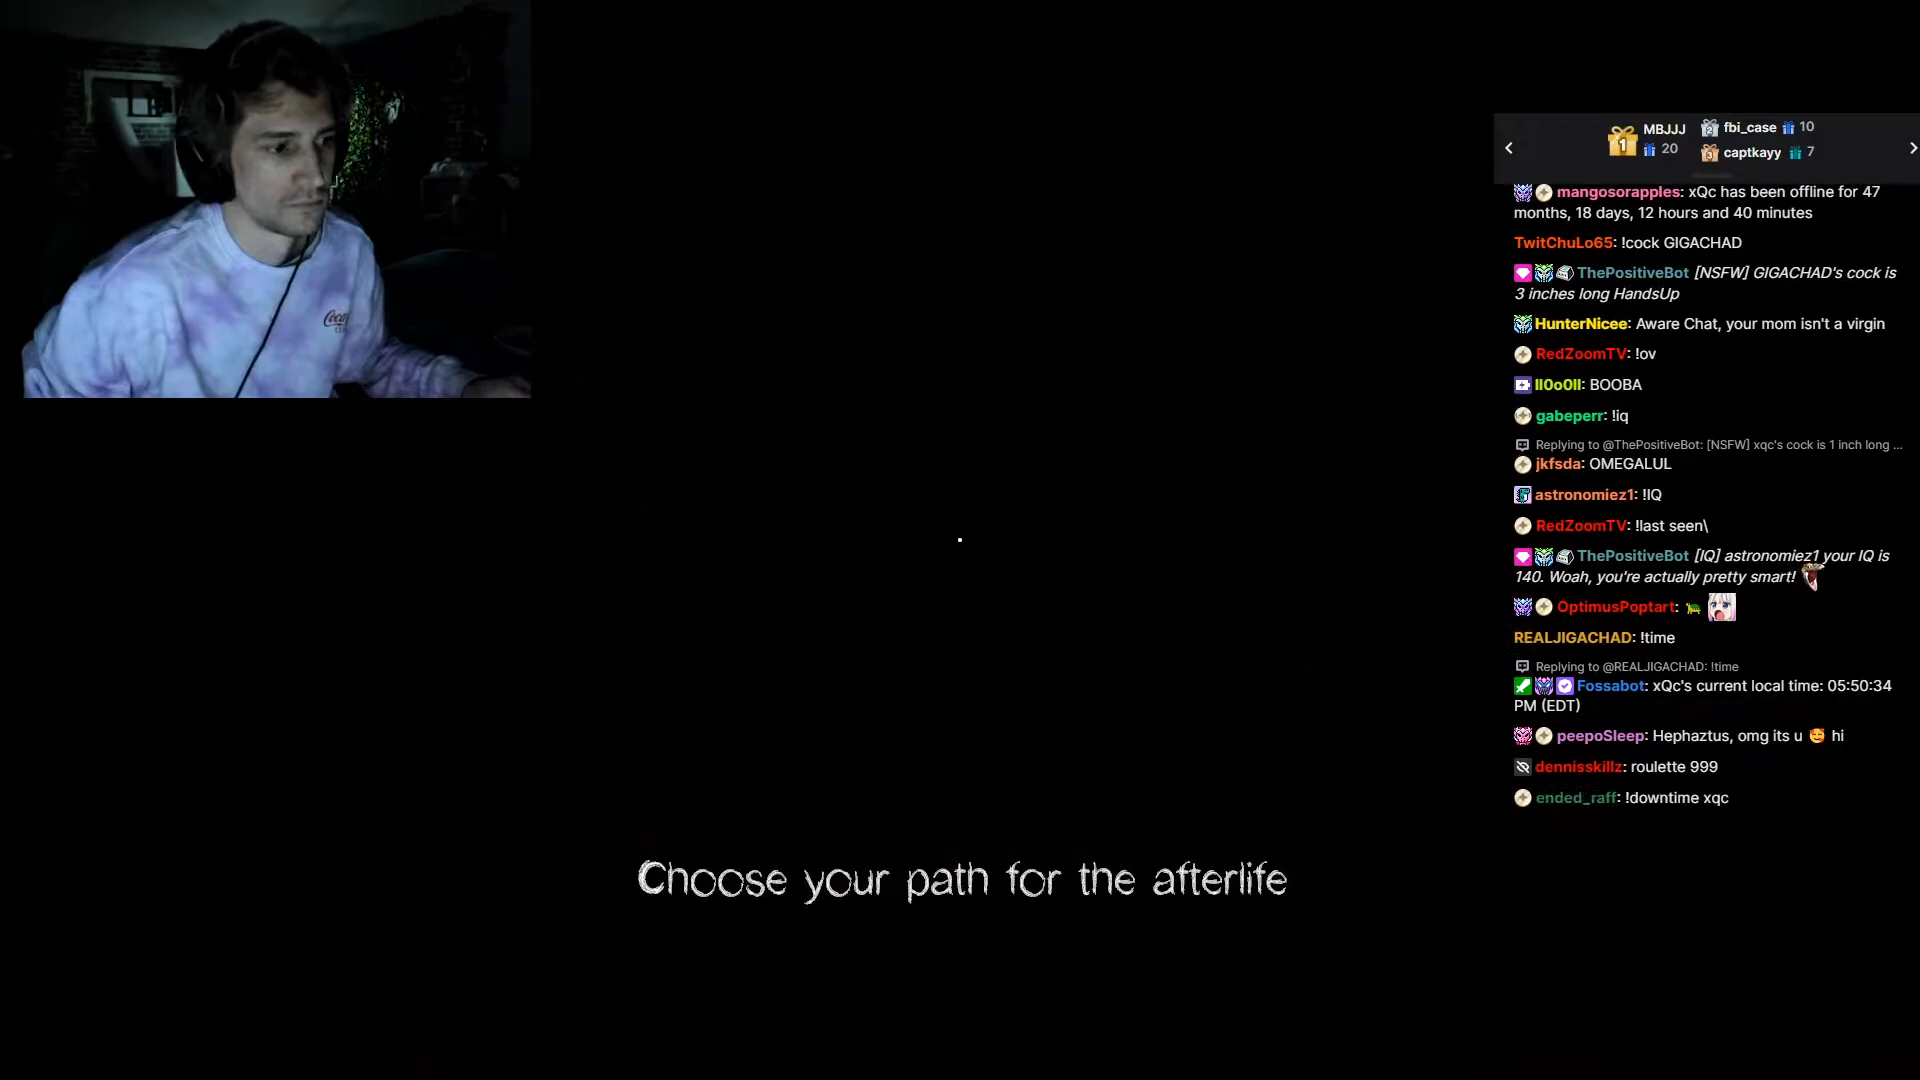 MBJJJ
20
fbi_case 10
captkayy 7
mangosorapples: xQc has been offline for 47
months, 18 days, 12 hours and 40 minutes
TwitChuLo65: !cock GIGACHAD
ThePositiveBot [NSFW] GIGACHAD's cock is
3 inches long HandsUp
HunterNicee: Aware Chat, your mom isn't a virgin
RedZoomTV: !ov
BOOBA
gabeperr: !iq
Replying to @ThePositiveBot: [NSFW] xqc's cock is 1 inch long ...
jkfsda: OMEGALUL
astronomiez1: !IQ
RedZoomTV: !last seen\
ThePositiveBot [IQ] astronomiez1 your IQ is
140. Woah, you're actually pretty smart!
OptimusPoptart:
REALJIGACHAD: !time
Replying to @REALJIGACHAD: !time
Fossabot: xQc's current local time: 05:50:34
PM (EDT)
peepoSleep: Hephaztus, omg its u 🥰 hi
dennisskillz: roulette 999
ended_raff: !downtime xqc
Choose your path for the afterlife